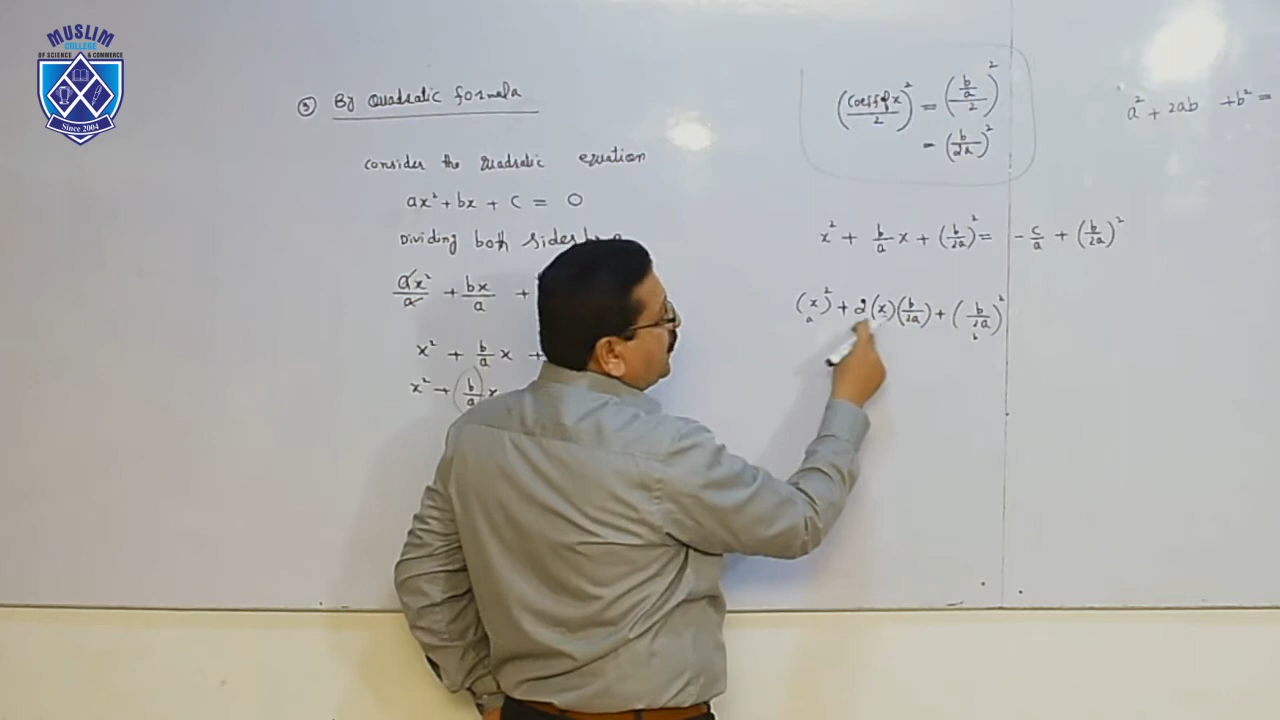 MUSLIM
COLLEGE
OF SCIENCE & COMMERCE
Since 2004
③ By Quadratic formula
consider the quadratic equation
ax² + bx + c = 0
Dividing both sides
ax²/a + bx/a +
x² + b/a x +
x² + (b/a) x
(coeff of x/2)² = ((b/a)/2)²
= (b/2a)²
a² + 2ab + b² =
x² + b/a x + (b/2a)² = -c/a + (b/2a)²
(x)² + 2(x)(b/2a) + (b/2a)²
a b